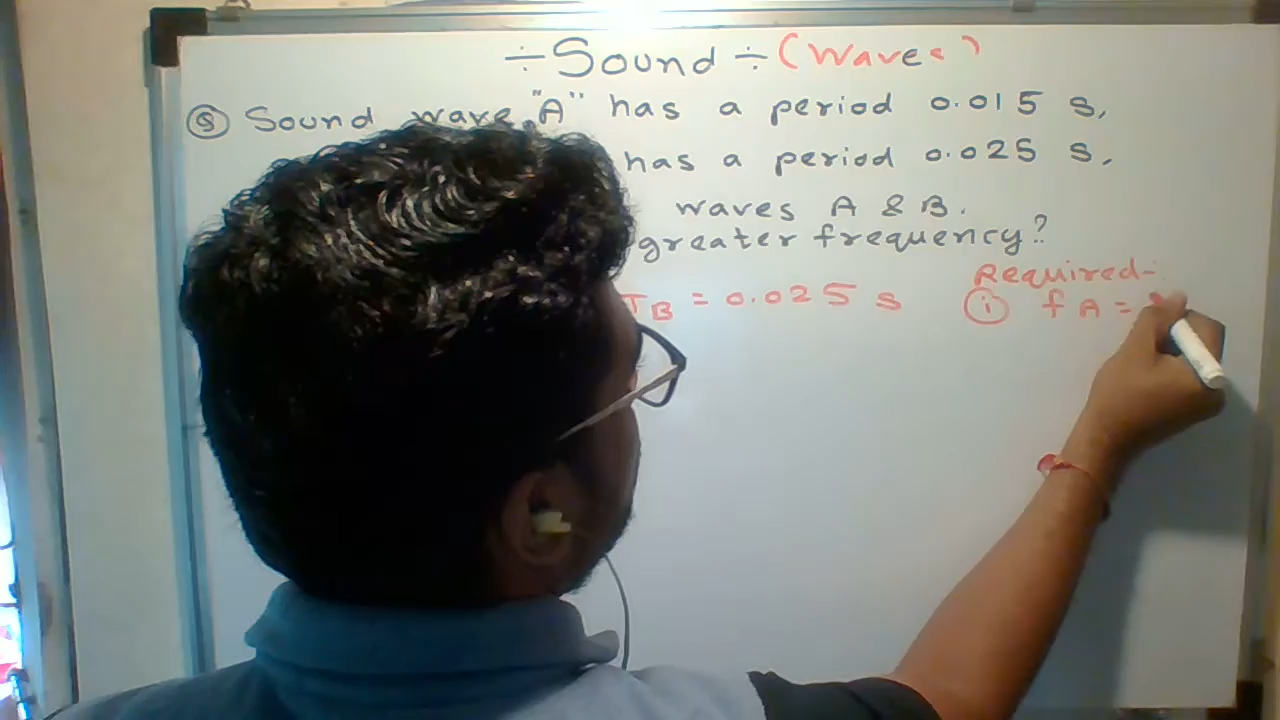 ÷ Sound ÷ (Waves)
Q Sound wave "A" has a period 0.015 s,
has a period 0.025 s,
waves A & B.
greater frequency?
Required-:
TB = 0.025 s
i fA =